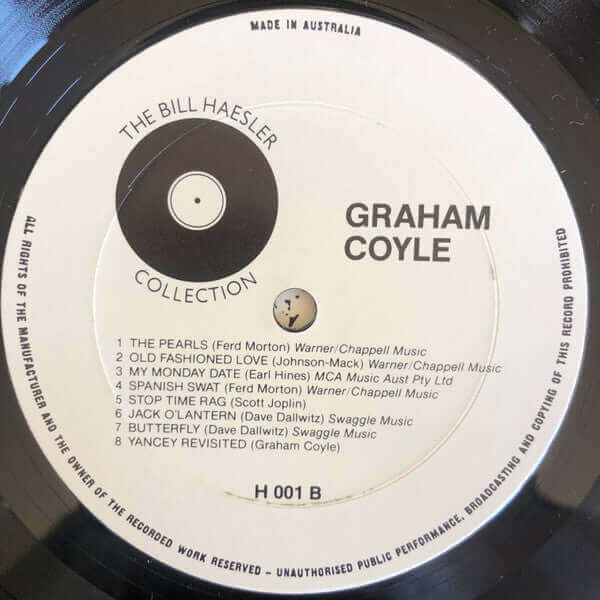 MADE IN AUSTRALIA
THE BILL HAESLER
COLLECTION
GRAHAM
COYLE
1 THE PEARLS (Ferd Morton) Warner/Chappell Music
2 OLD FASHIONED LOVE (Johnson-Mack) Warner/Chappell Music
3 MY MONDAY DATE (Earl Hines) MCA Music Aust Pty Ltd
4 SPANISH SWAT (Ferd Morton) Warner/Chappell Music
5 STOP TIME RAG (Scott Joplin)
6 JACK O'LANTERN (Dave Dallwitz) Swaggle Music
7 BUTTERFLY (Dave Dallwitz) Swaggle Music
8 YANCEY REVISITED (Graham Coyle)
H 001 B
ALL RIGHTS OF THE MANUFACTURER AND THE OWNER OF THE RECORDED WORK RESERVED – UNAUTHORISED PUBLIC PERFORMANCE, BROADCASTING AND COPYING OF THIS RECORD PROHIBITED